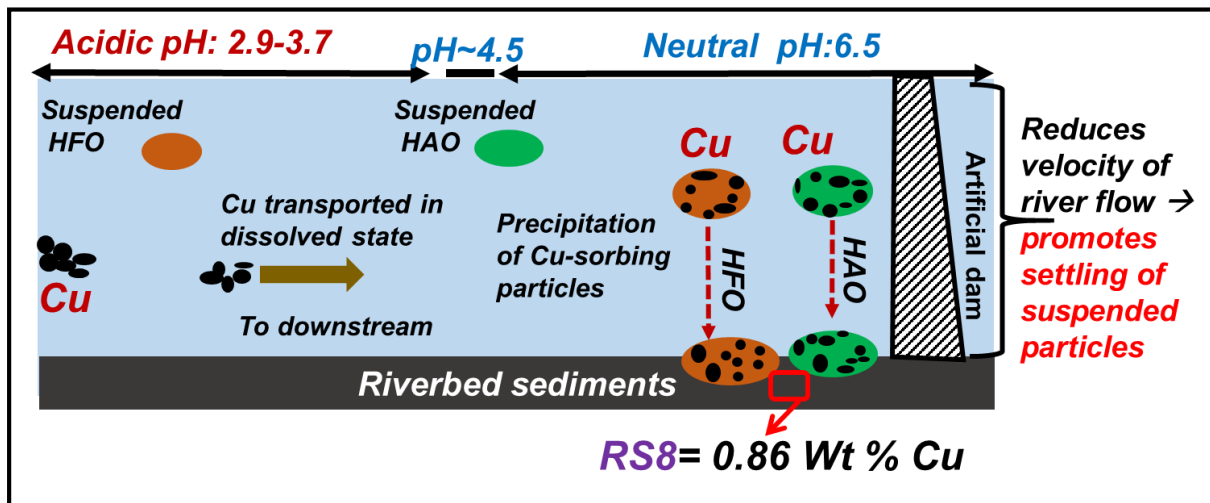 Acidic pH: 2.9-3.7
pH~4.5
Neutral pH:6.5
Suspended
HFO
Suspended
HAO
Cu
Cu
Cu transported in
dissolved state
Cu
To downstream
Precipitation
of Cu-sorbing
particles
HFO
HAO
Artificial dam
Reduces
velocity of
river flow →
promotes
settling of
suspended
particles
Riverbed sediments
RS8= 0.86 Wt % Cu